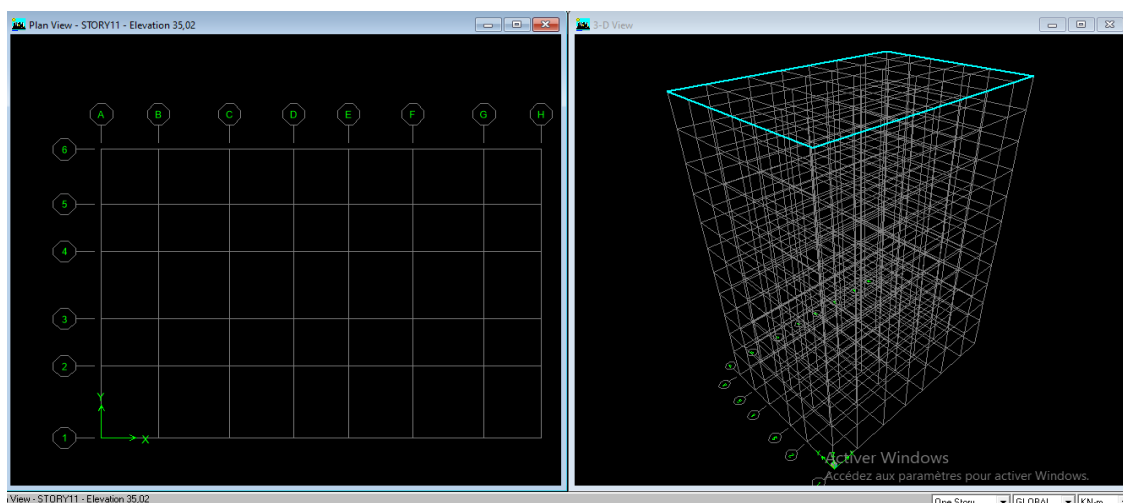 Plan View - STORY11 - Elevation 35,02
3-D View
A B C D E F G H
6
5
4
3
2
1
Y
X
Activer Windows
Accédez aux paramètres pour activer Windows.
View - STORY11 - Elevation 35.02
One Story
GLOBAL
KN-m